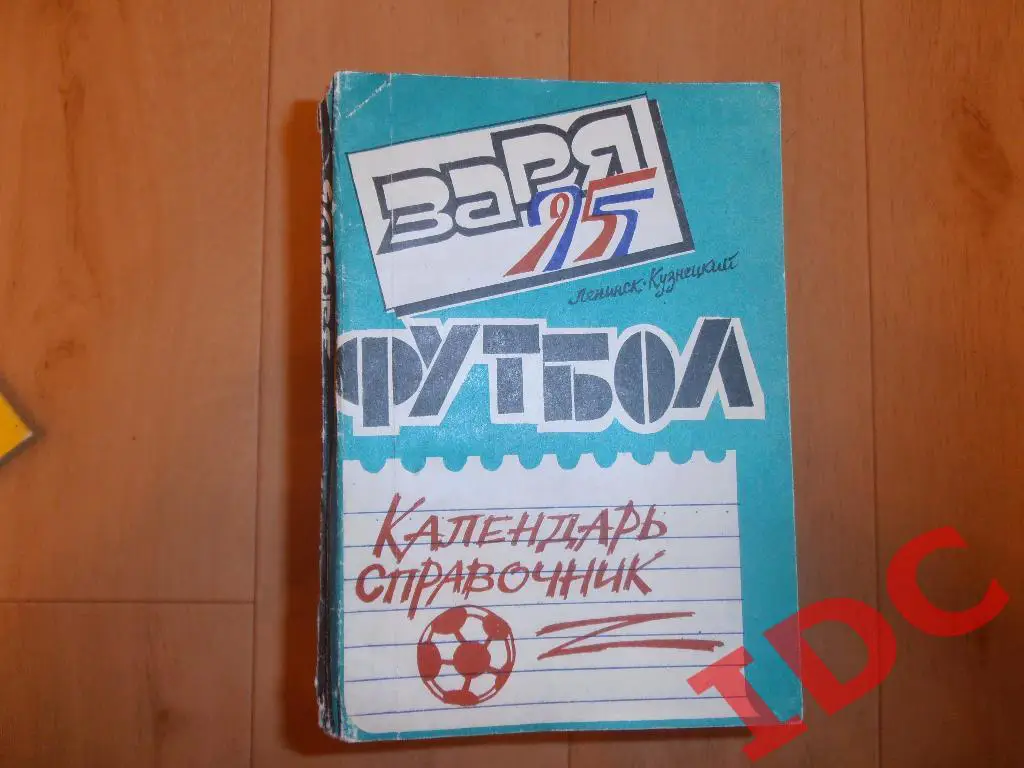 Заря
95
Ленинск-Кузнецкий
ФУТБОЛ
КАЛЕНДАРЬ
СПРАВОЧНИК
IDC